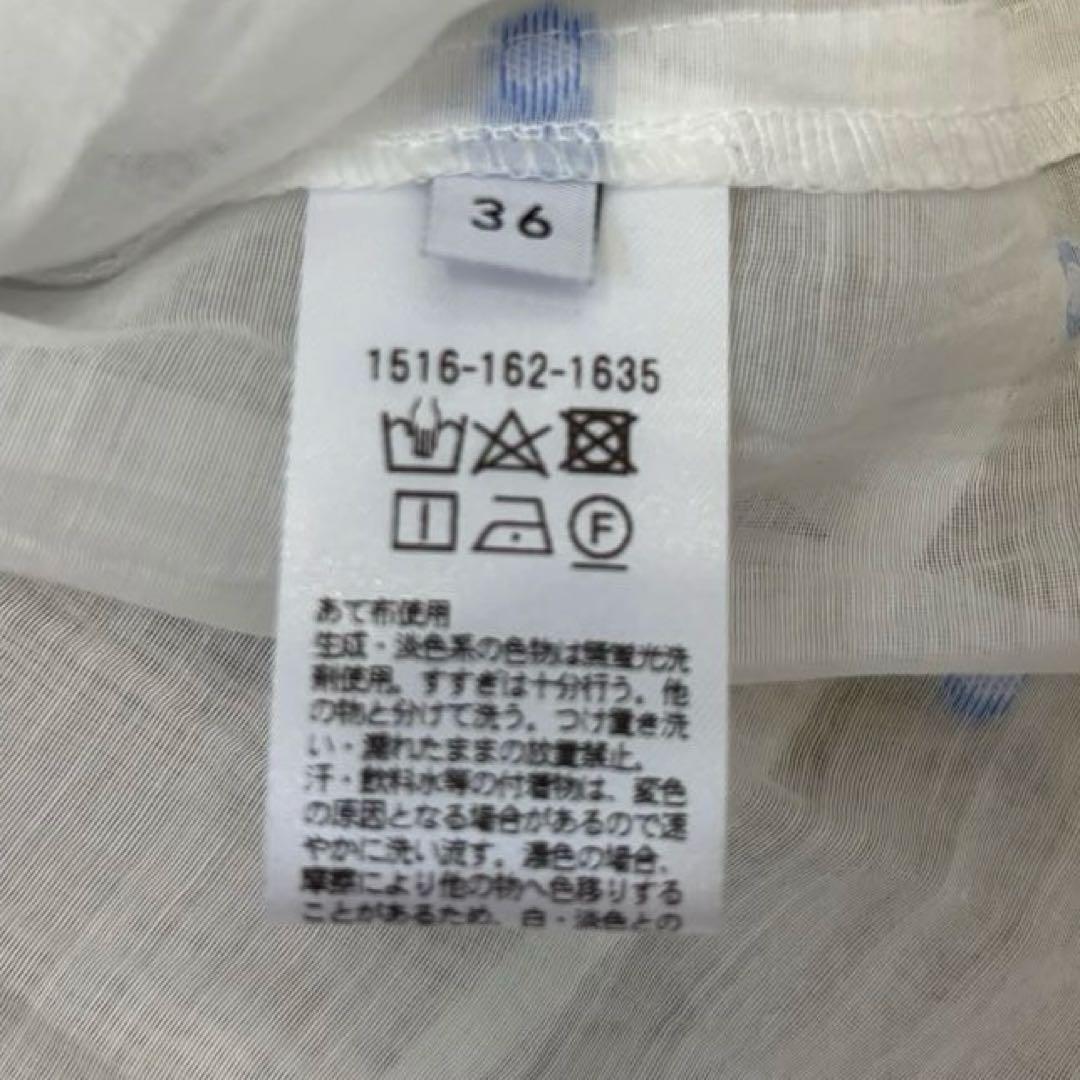 36
1516-162-1635
F
あて布使用
生成・淡色系の色物は無蛍光洗
剤使用。すすぎは十分行う。他
の物と分けて洗う。つけ置き洗
い・濡れたままの放置禁止。
汗・飲料水等の付着物は、変色
の原因となる場合があるので速
やかに洗い流す。濃色の場合、
摩擦により他の物へ色移りする
ことがあるため、白・淡色との